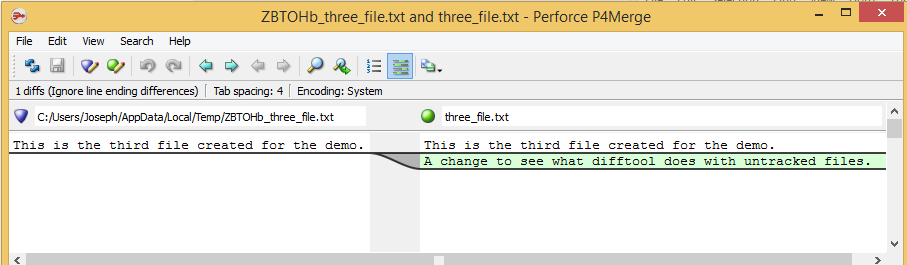 ZBTOHb_three_file.txt and three_file.txt - Perforce P4Merge
File Edit View Search Help
1 diffs (Ignore line ending differences) Tab spacing: 4 Encoding: System
C:/Users/Joseph/AppData/Local/Temp/ZBTOHb_three_file.txt
three_file.txt
This is the third file created for the demo.
This is the third file created for the demo.
A change to see what difftool does with untracked files.